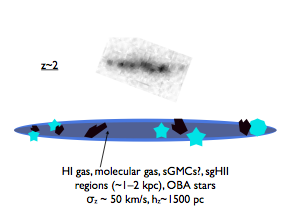 z~2
HI gas, molecular gas, sGMCs?, sgHII
regions (~1–2 kpc), OBA stars
σz ~ 50 km/s, hz~1500 pc